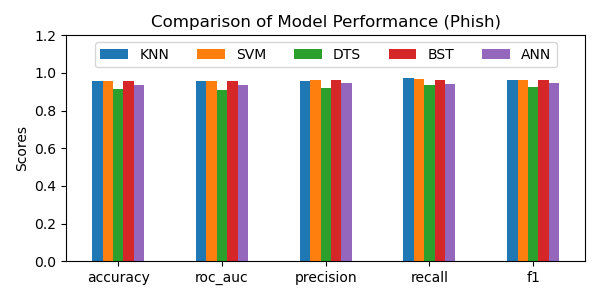 Comparison of Model Performance (Phish)
KNN SVM DTS BST ANN
Scores
1.2
1.0
0.8
0.6
0.4
0.2
0.0
accuracy roc_auc precision recall f1